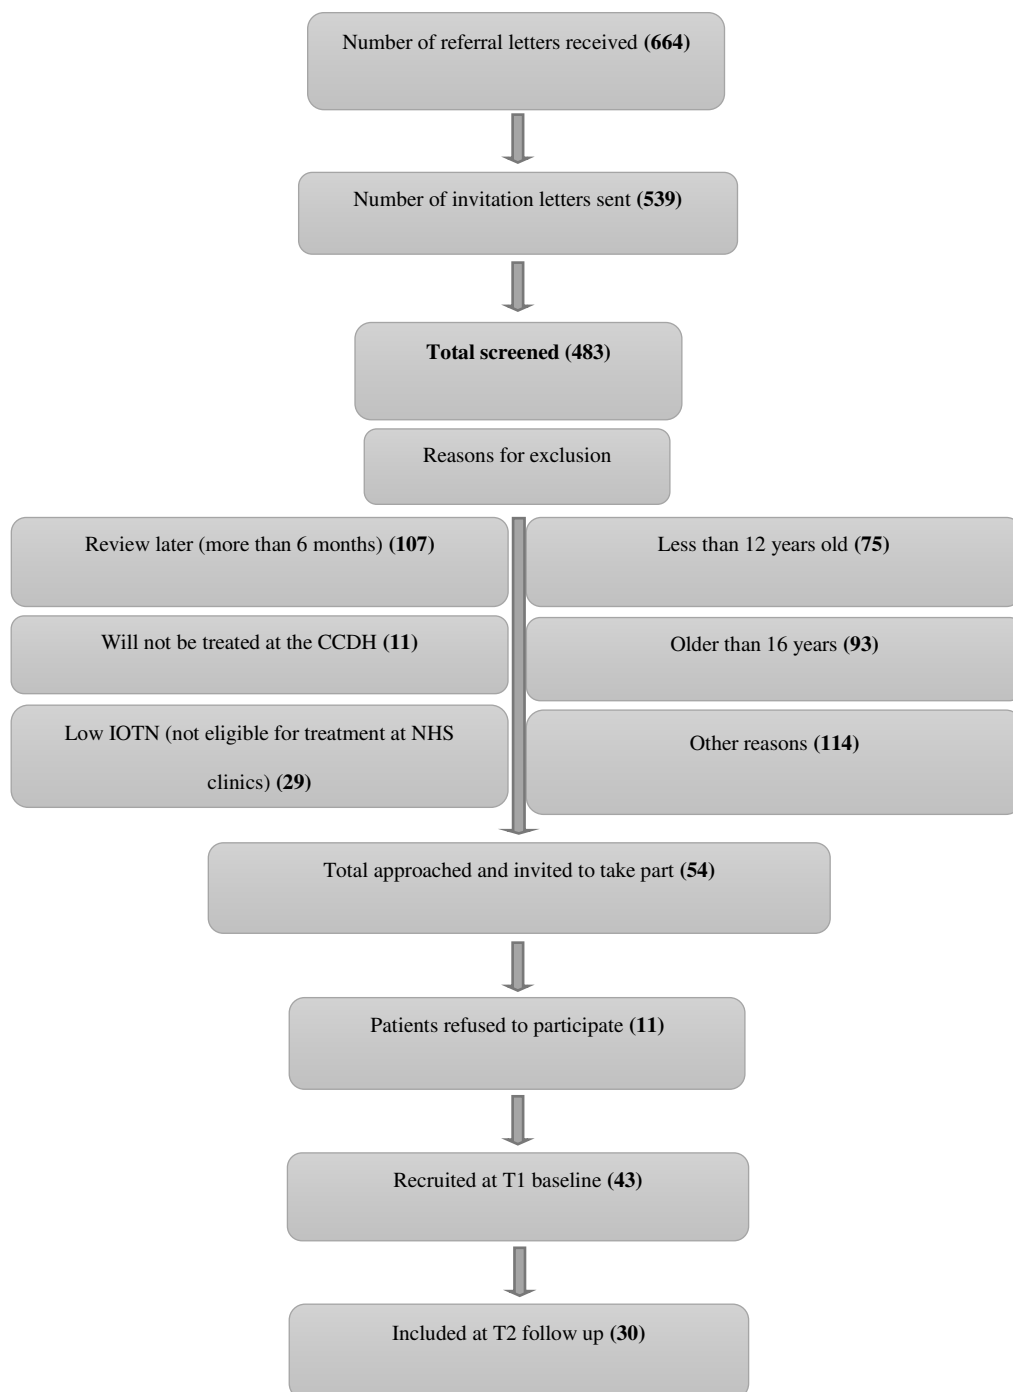 Number of referral letters received (664)
Number of invitation letters sent (539)
Total screened (483)
Reasons for exclusion
Review later (more than 6 months) (107)
Less than 12 years old (75)
Will not be treated at the CCDH (11)
Older than 16 years (93)
Low IOTN (not eligible for treatment at NHS
clinics) (29)
Other reasons (114)
Total approached and invited to take part (54)
Patients refused to participate (11)
Recruited at T1 baseline (43)
Included at T2 follow up (30)